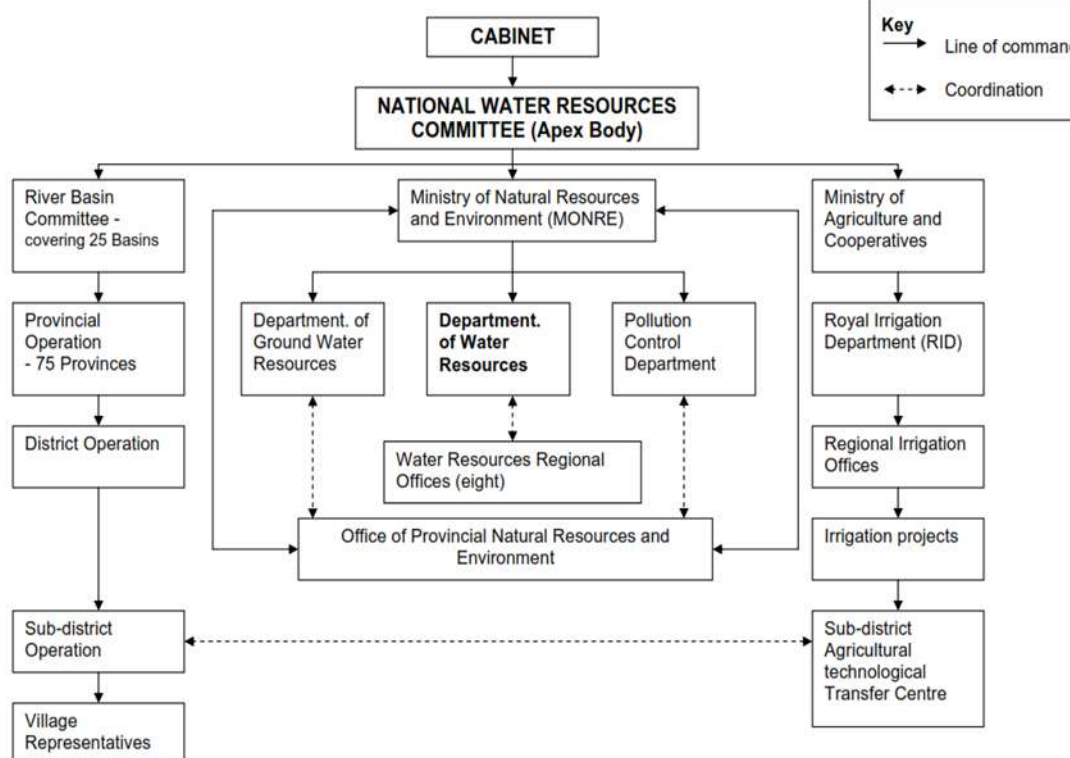 CABINET
Key
Line of comman
Coordination
NATIONAL WATER RESOURCES
COMMITTEE (Apex Body)
River Basin
Committee -
covering 25 Basins
Ministry of Natural Resources
and Environment (MONRE)
Ministry of
Agriculture and
Cooperatives
Provincial
Operation
- 75 Provinces
Department. of
Ground Water
Resources
Department.
of Water
Resources
Pollution
Control
Department
Royal Irrigation
Department (RID)
District Operation
Water Resources Regional
Offices (eight)
Regional Irrigation
Offices
Office of Provincial Natural Resources and
Environment
Irrigation projects
Sub-district
Operation
Sub-district
Agricultural
technological
Transfer Centre
Village
Representatives